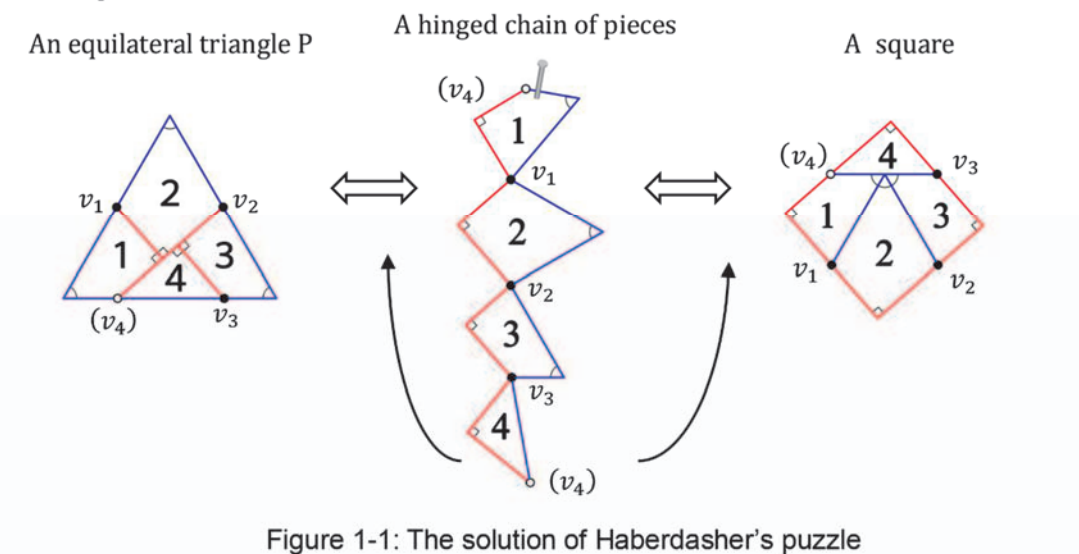 An equilateral triangle P
A hinged chain of pieces
A square
2
v₁
v₂
1
3
4
(v₄)
v₃
(v₄)
1
v₁
2
v₂
3
v₃
4
(v₄)
(v₄)
4
v₃
1
3
2
v₁
v₂
Figure 1-1: The solution of Haberdasher's puzzle